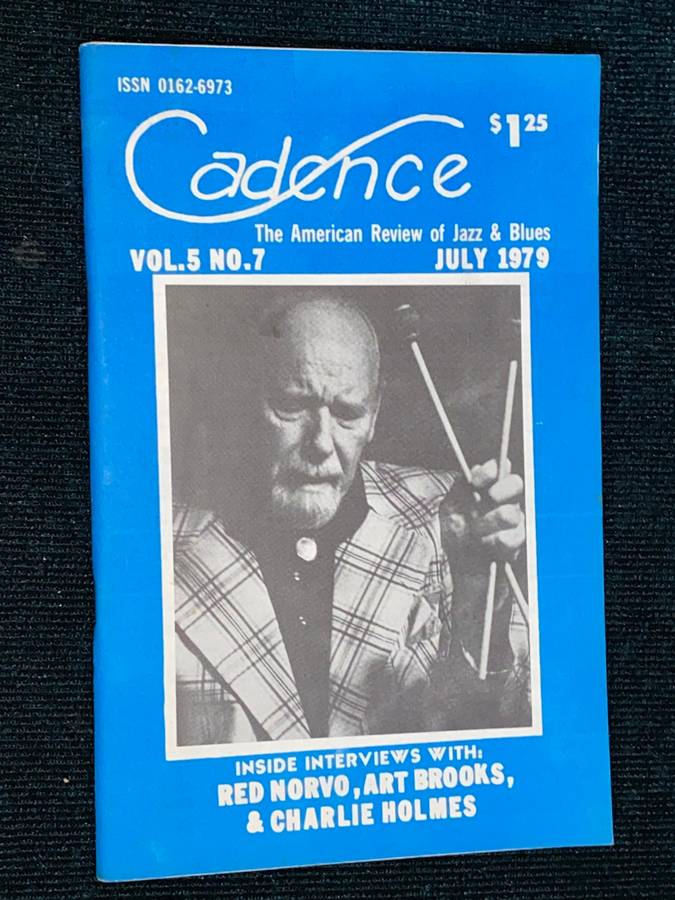 ISSN 0162-6973
$1.25
Cadence
The American Review of Jazz & Blues
VOL.5 NO.7 JULY 1979
INSIDE INTERVIEWS WITH:
RED NORVO, ART BROOKS,
& CHARLIE HOLMES